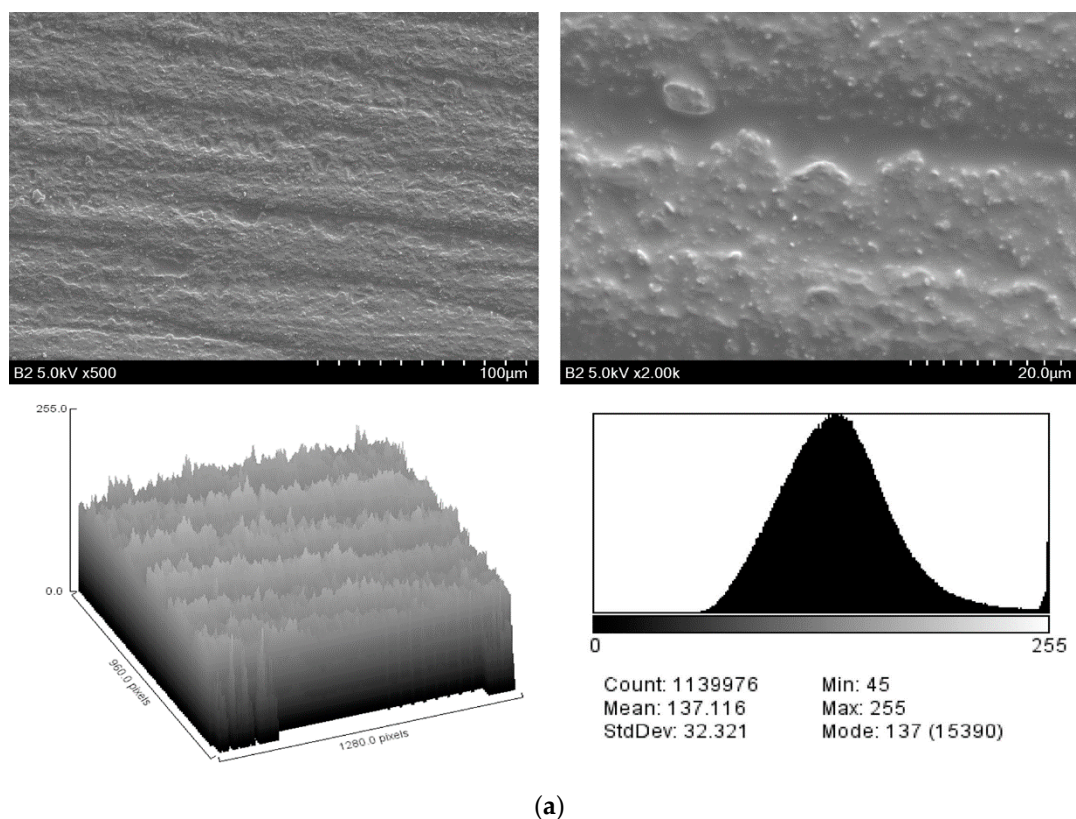 B2 5.0kV x500 100µm
B2 5.0kV x2.00k 20.0µm
255.0
0.0
960.0 pixels
1280.0 pixels
0 255
Count: 1139976 Min: 45
Mean: 137.116 Max: 255
StdDev: 32.321 Mode: 137 (15390)
(a)